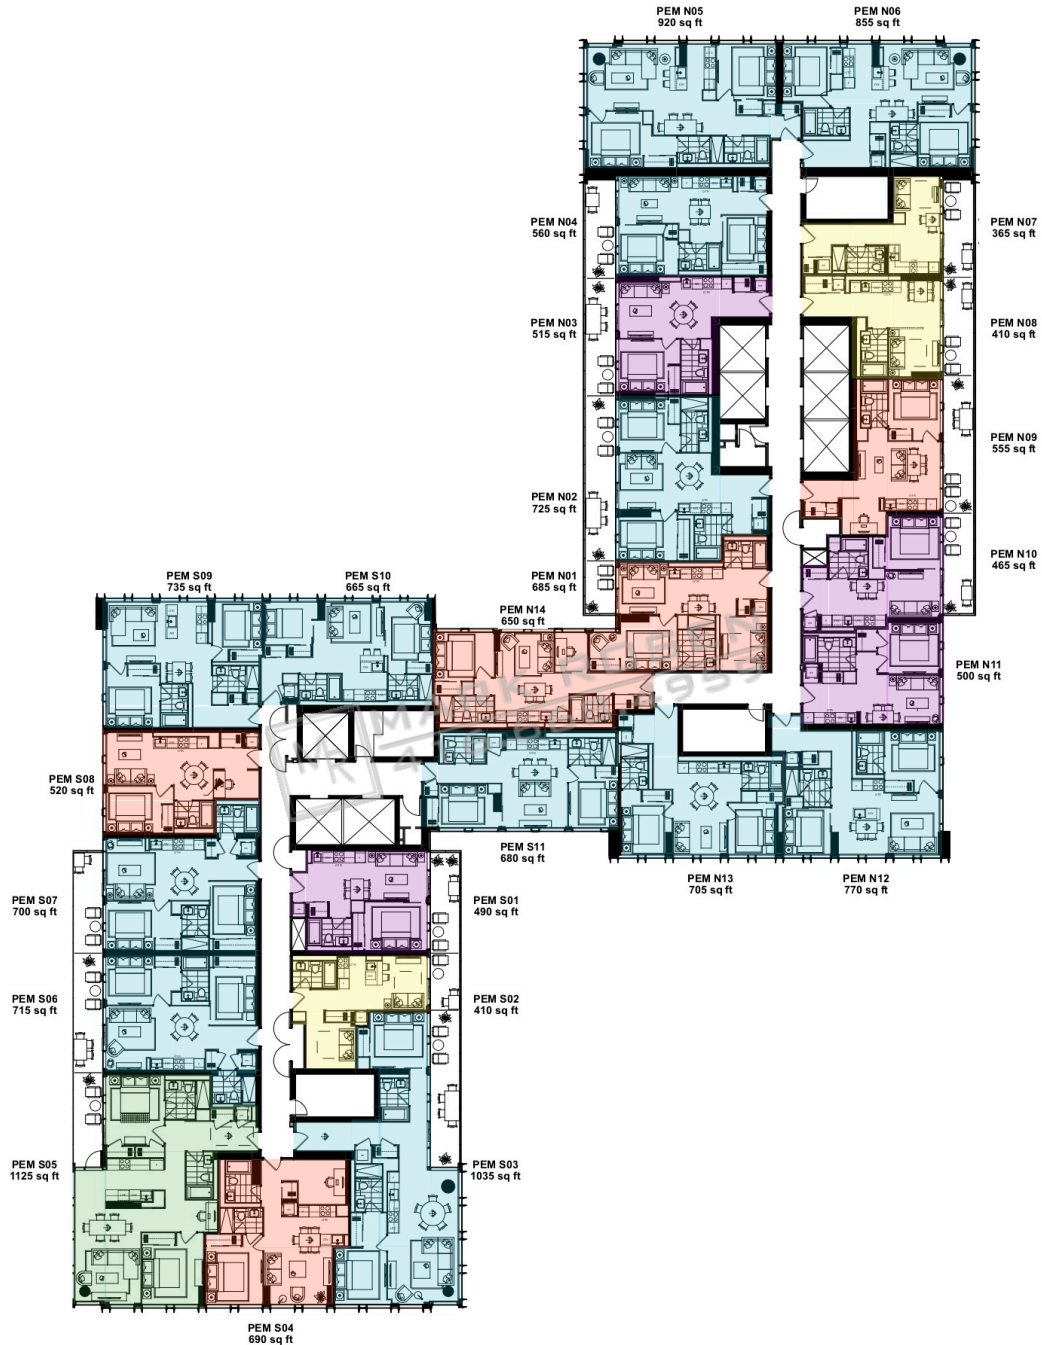 PEM N05
920 sq ft
PEM N06
855 sq ft
PEM N04
560 sq ft
PEM N07
365 sq ft
PEM N03
515 sq ft
PEM N08
410 sq ft
PEM N09
555 sq ft
PEM N02
725 sq ft
PEM N10
465 sq ft
PEM N01
685 sq ft
PEM S09
735 sq ft
PEM S10
665 sq ft
PEM N14
650 sq ft
PEM N11
500 sq ft
MARK ROBEN
PEM S08
520 sq ft
PEM S11
680 sq ft
PEM N13
705 sq ft
PEM N12
770 sq ft
PEM S07
700 sq ft
PEM S01
490 sq ft
PEM S06
715 sq ft
PEM S02
410 sq ft
PEM S05
1125 sq ft
PEM S03
1035 sq ft
PEM S04
690 sq ft